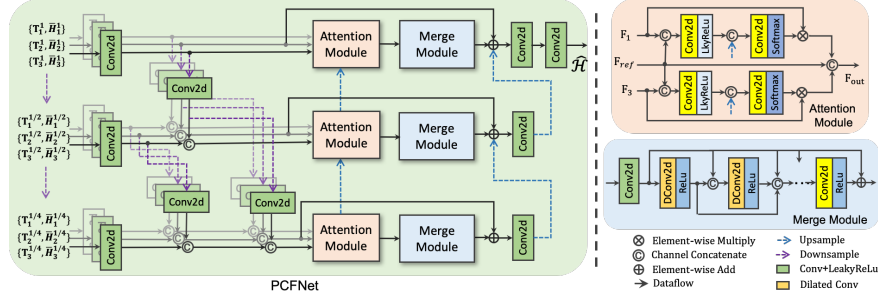 {T₁¹, H̄₁¹}
{T₂¹, H̄₂¹}
{T₃¹, H̄₃¹}
Conv2d
Attention
Module
Merge
Module
Conv2d
Conv2d
Ĥ
Conv2d
{T₁^1/2, H̄₁^1/2}
{T₂^1/2, H̄₂^1/2}
{T₃^1/2, H̄₃^1/2}
Conv2d
Attention
Module
Merge
Module
Conv2d
Conv2d
Conv2d
{T₁^1/4, H̄₁^1/4}
{T₂^1/4, H̄₂^1/4}
{T₃^1/4, H̄₃^1/4}
Conv2d
Attention
Module
Merge
Module
Conv2d
PCFNet
F₁
Conv2d
LkyReLu
Conv2d
Softmax
F_ref
F_out
F₃
Conv2d
LkyReLu
Conv2d
Softmax
Attention
Module
Conv2d
DConv2d
ReLu
DConv2d
ReLu
Conv2d
ReLu
Merge Module
Element-wise Multiply
Channel Concatenate
Element-wise Add
Dataflow
Upsample
Downsample
Conv+LeakyReLu
Dilated Conv